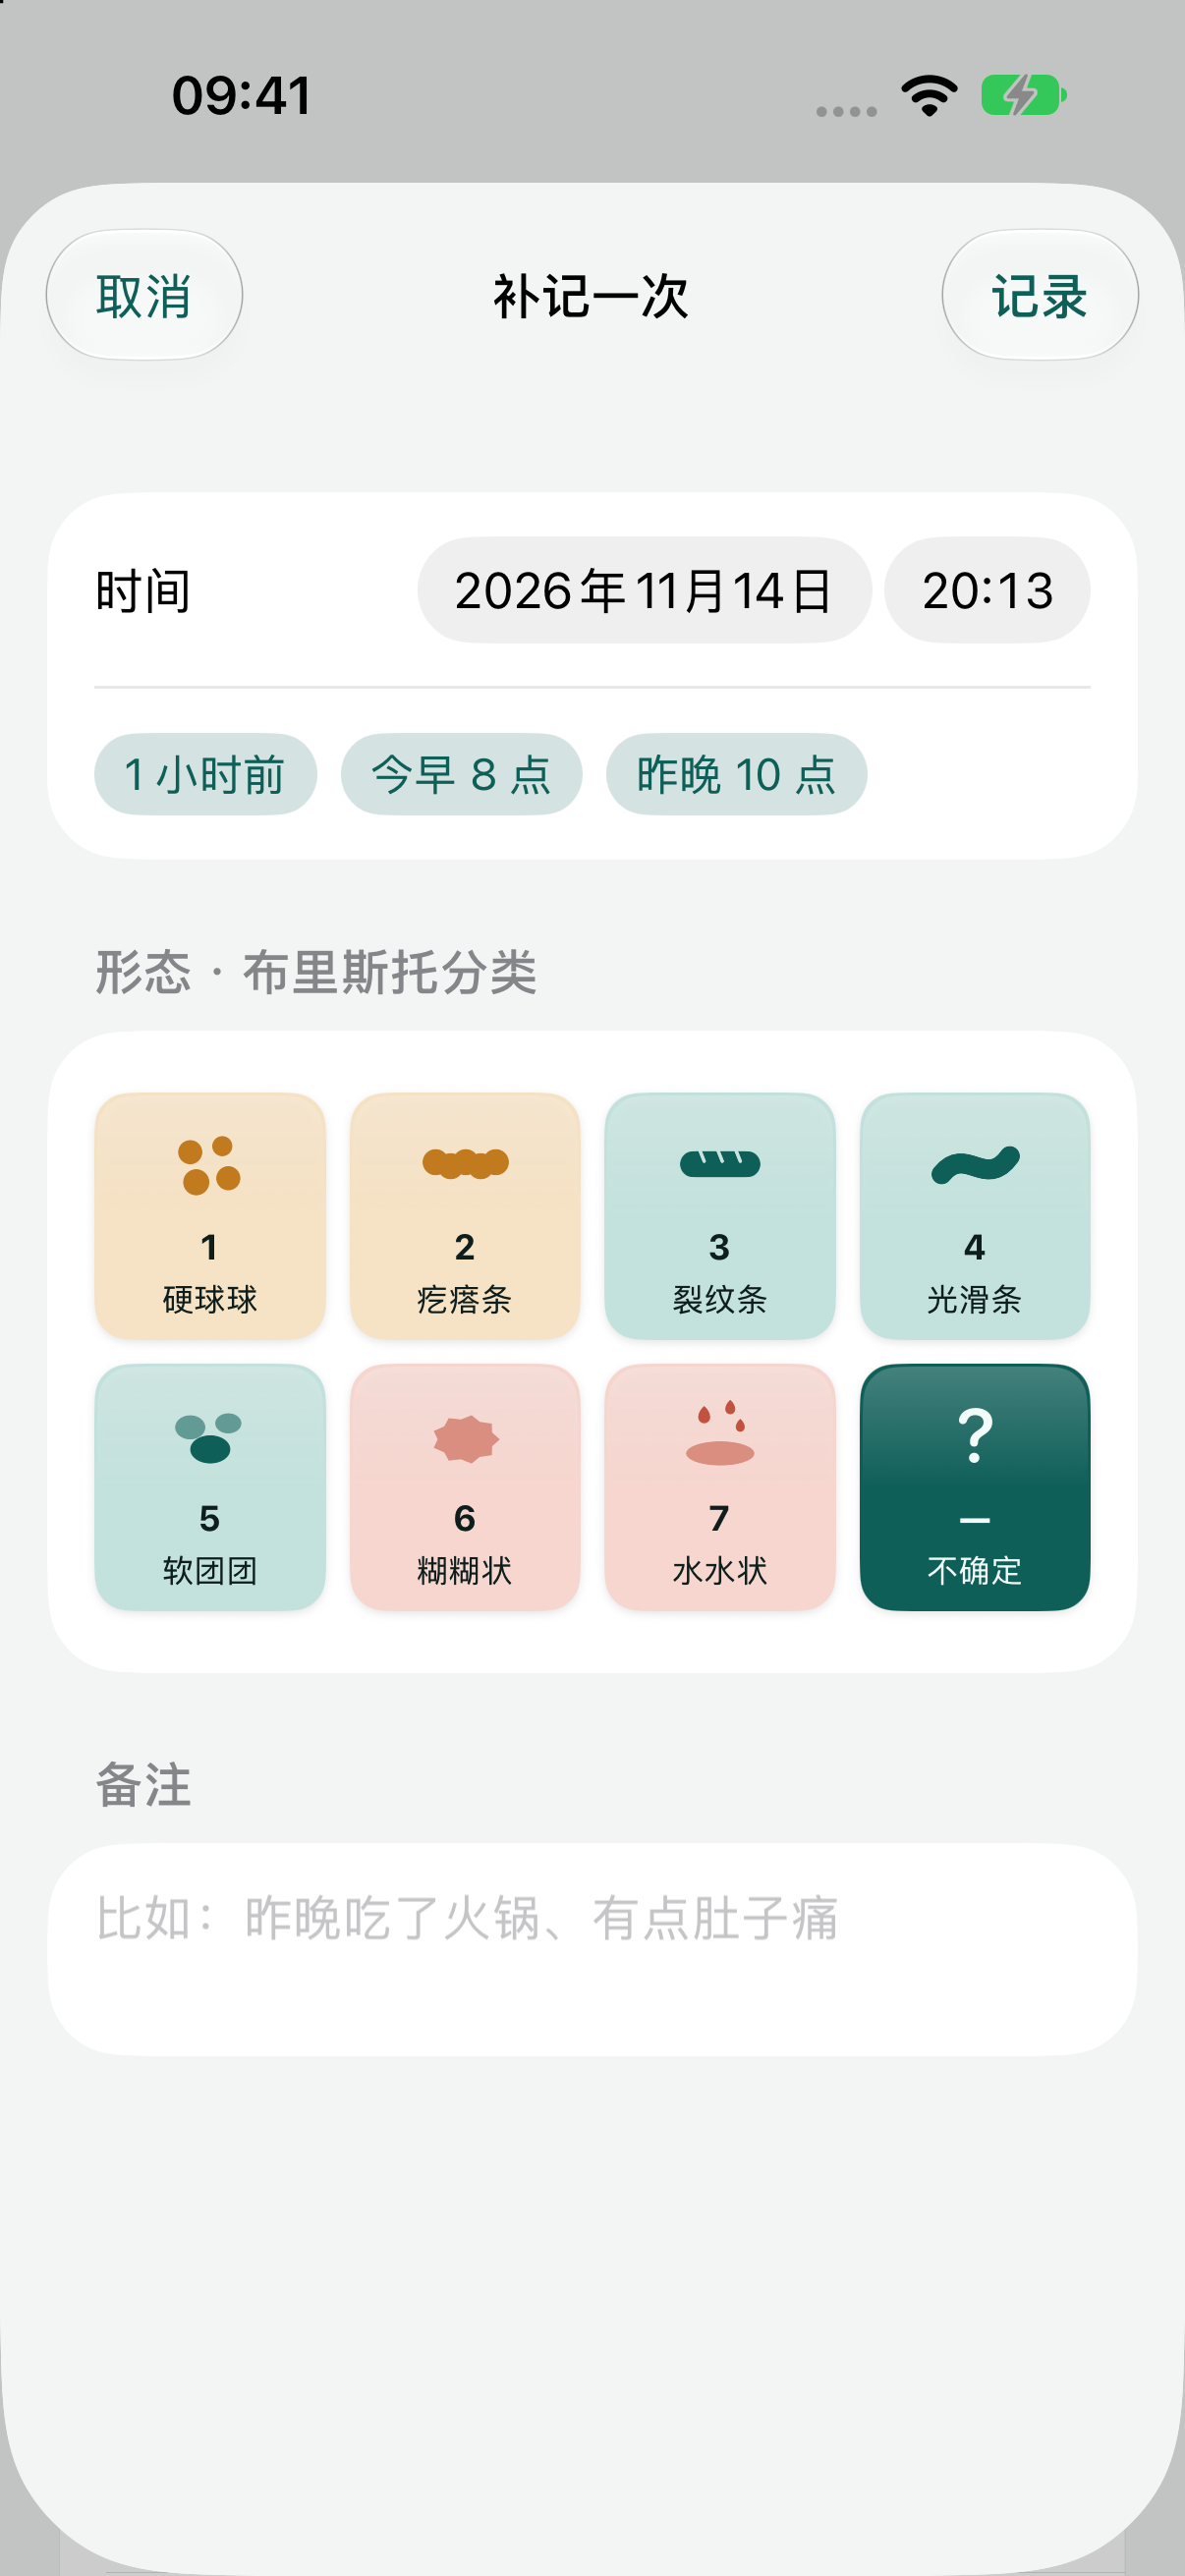 09:41
取消 补记一次 记录
时间 2026年11月14日 20:13
1 小时前 今早 8 点 昨晚 10 点
形态 · 布里斯托分类
1 2 3 4
硬球球 疙瘩条 裂纹条 光滑条
?
5 6 7 —
软团团 糊糊状 水水状 不确定
备注
比如：昨晚吃了火锅、有点肚子痛